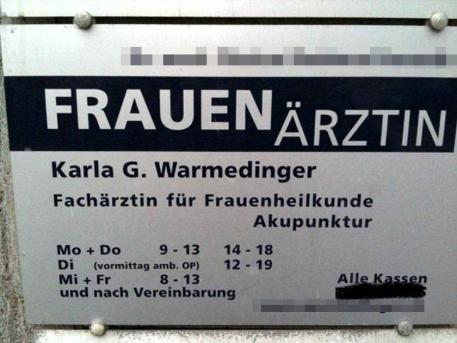 FRAUENÄRZTIN
Karla G. Warmedinger
Fachärztin für Frauenheilkunde
Akupunktur
Mo + Do 9 - 13 14 - 18
Di (vormittag amb. OP) 12 - 19
Mi + Fr 8 - 13
und nach Vereinbarung
Alle Kassen